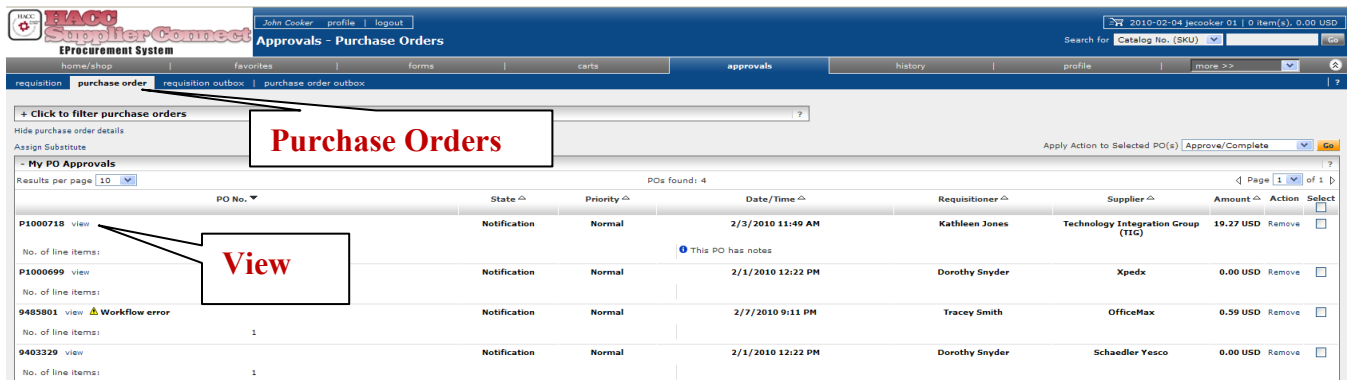 HACC
HACC
SupplierConnect
EProcurement System
John Cooker profile | logout
Approvals - Purchase Orders
2010-02-04 jecooker 01 | 0 item(s), 0.00 USD
Search for Catalog No. (SKU) Go
home/shop | favorites | forms | carts approvals history | profile | more >>
requisition purchase order requisition outbox | purchase order outbox | ?
+ Click to filter purchase orders ?
Hide purchase order details
Purchase Orders
Assign Substitute Apply Action to Selected PO(s) Approve/Complete Go
- My PO Approvals ?
Results per page 10 POs found: 4 Page 1 of 1
PO No. State Priority Date/Time Requisitioner Supplier Amount Action Select
P1000718 view Notification Normal 2/3/2010 11:49 AM Kathleen Jones Technology Integration Group (TIG) 19.27 USD Remove
No. of line items: This PO has notes
View
P1000699 view Notification Normal 2/1/2010 12:22 PM Dorothy Snyder Xpedx 0.00 USD Remove
No. of line items:
9485801 view Workflow error Notification Normal 2/7/2010 9:11 PM Tracey Smith OfficeMax 0.59 USD Remove
No. of line items: 1
9403329 view Notification Normal 2/1/2010 12:22 PM Dorothy Snyder Schaedler Yesco 0.00 USD Remove
No. of line items: 1